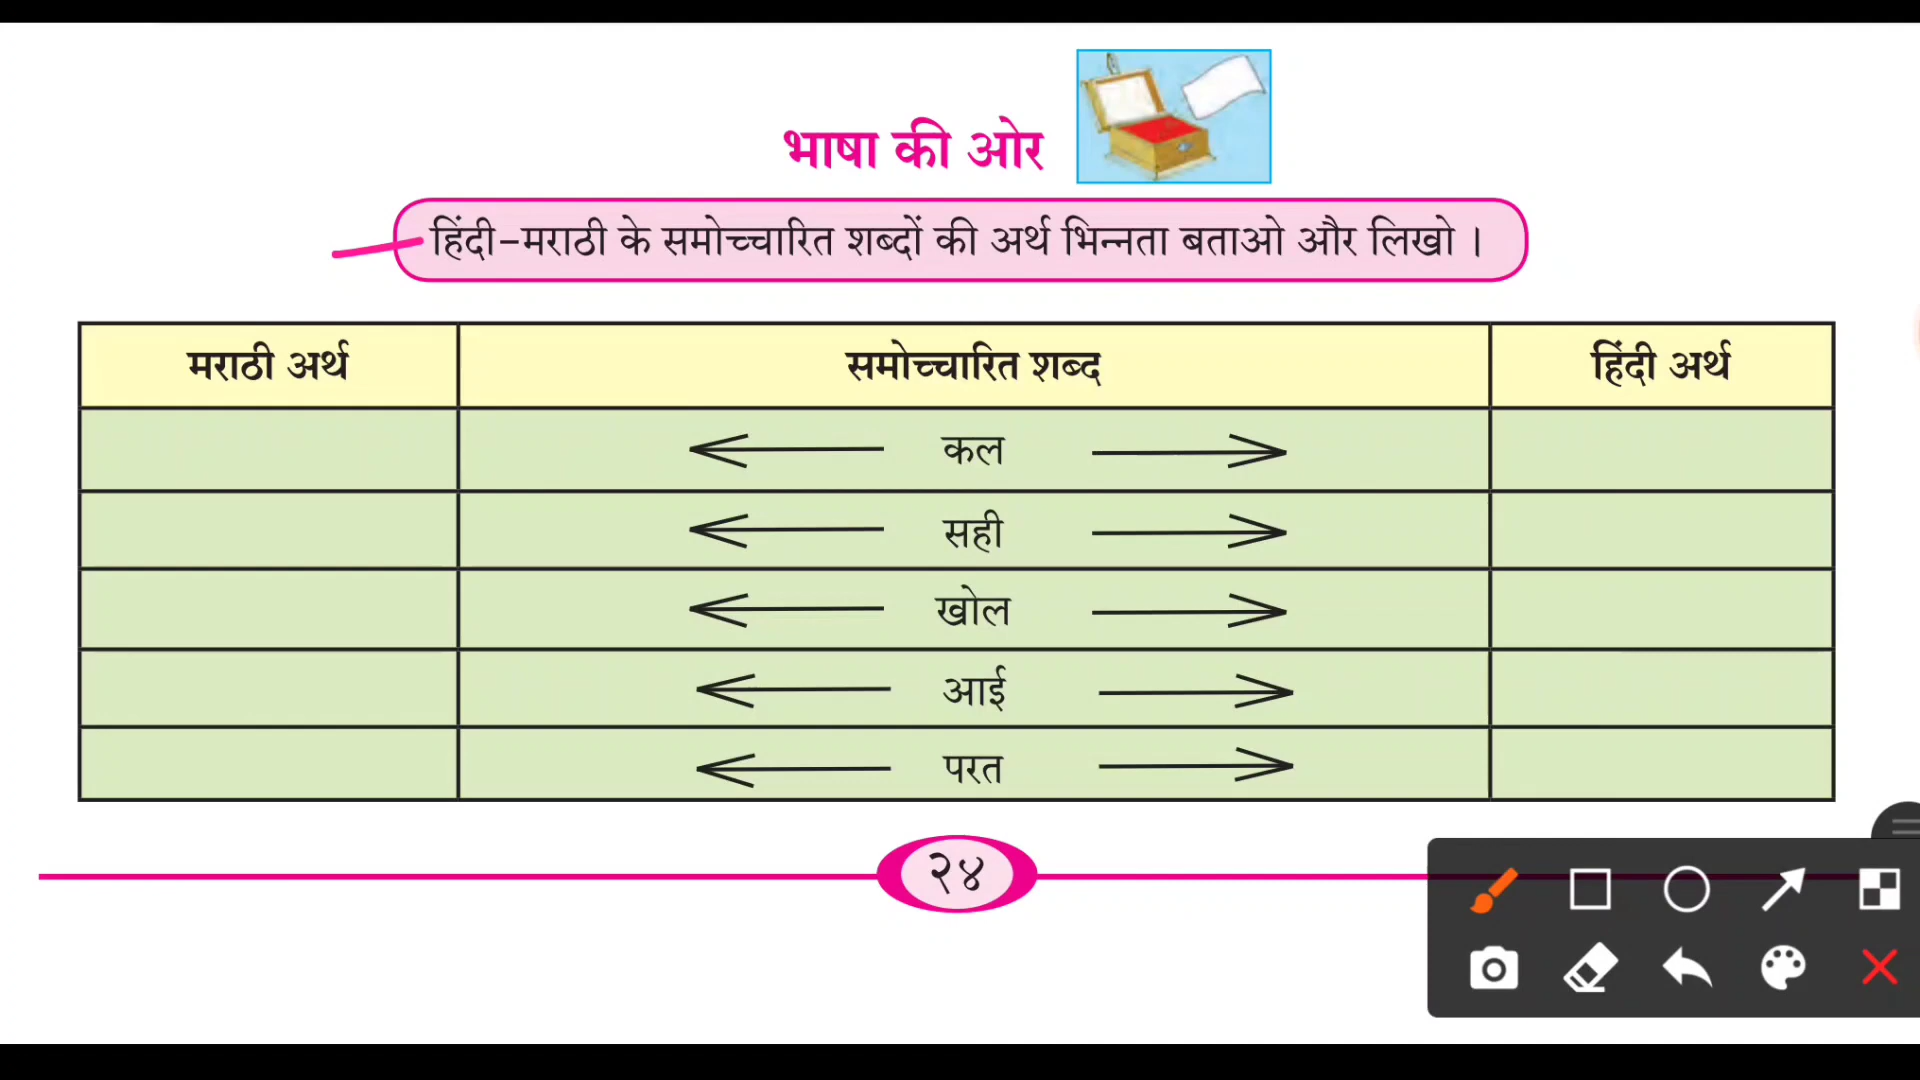 भाषा की ओर
हिंदी-मराठी के समोच्चारित शब्दों की अर्थ भिन्नता बताओ और लिखो ।
मराठी अर्थ समोच्चारित शब्द हिंदी अर्थ
कल
सही
खोल
आई
परत
२४